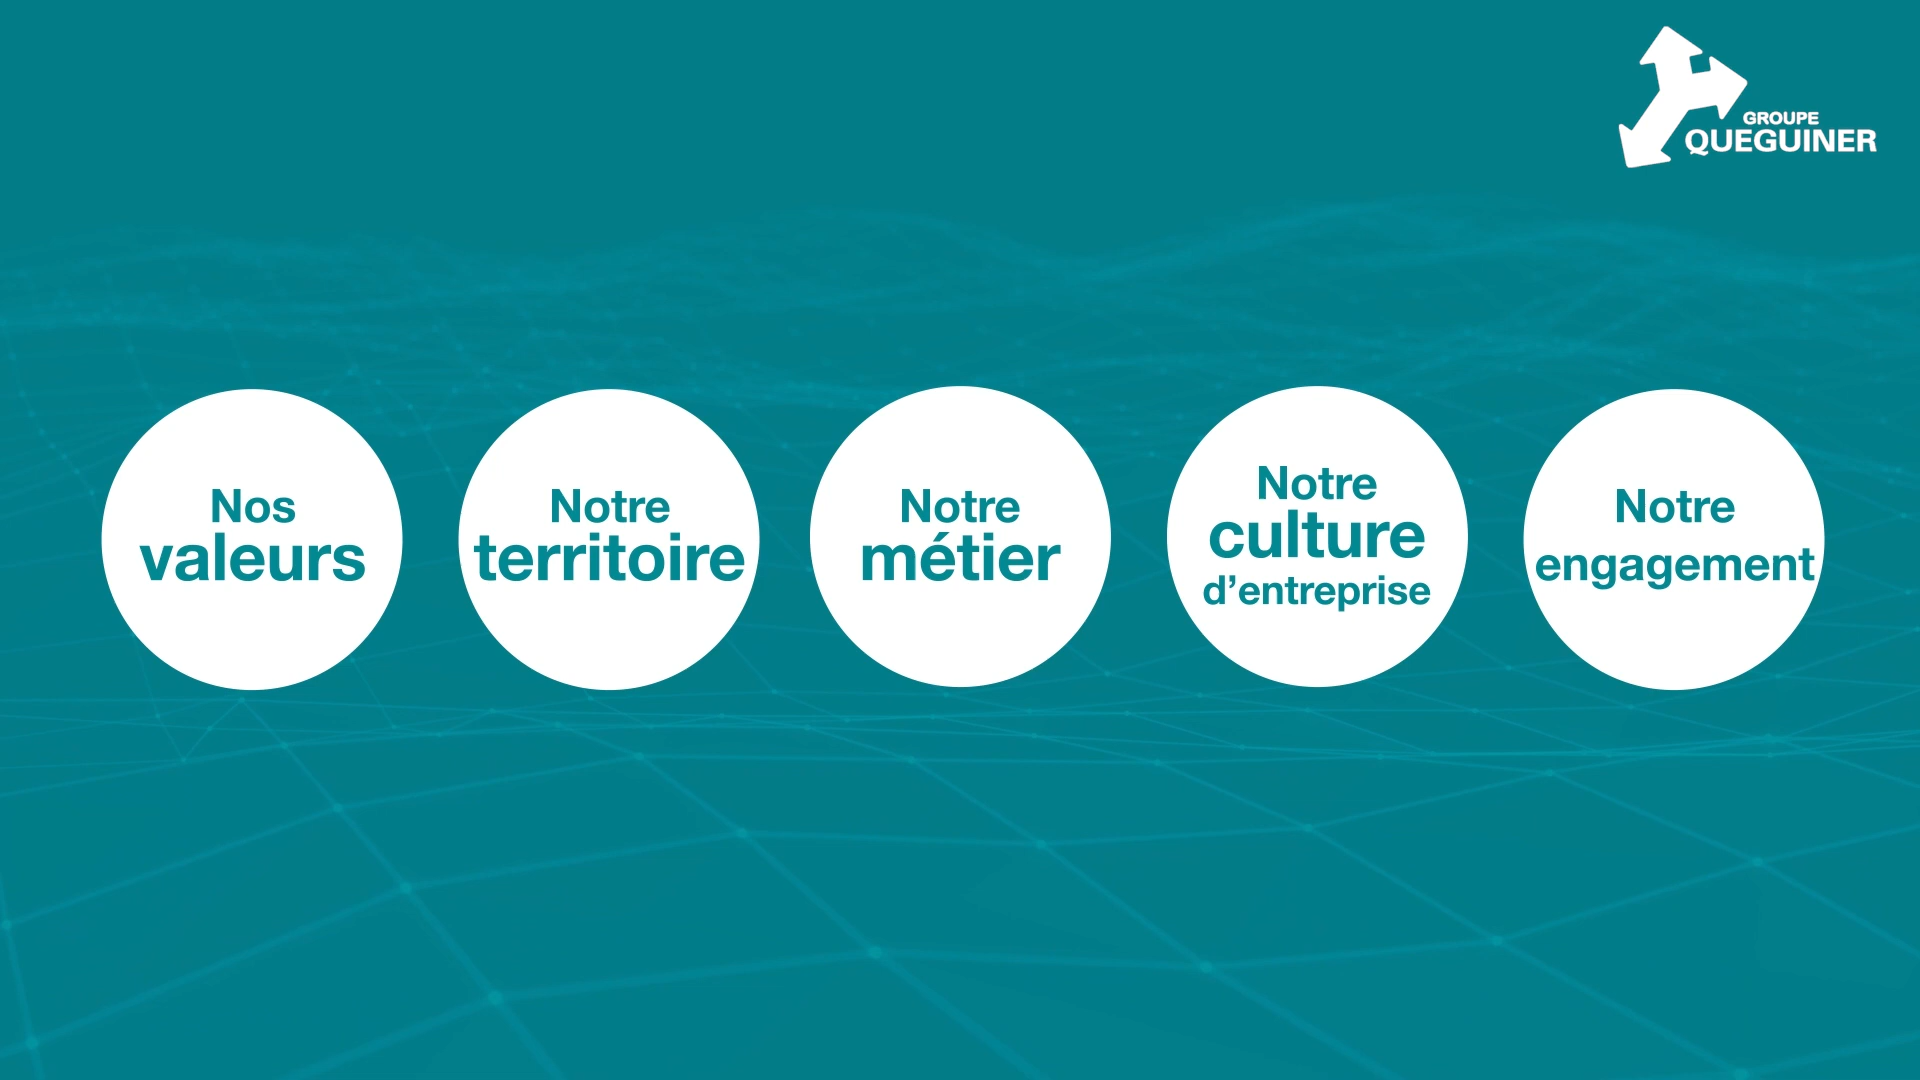 GROUPE
QUEGUINER
Nos
valeurs
Notre
territoire
Notre
métier
Notre
culture
d’entreprise
Notre
engagement